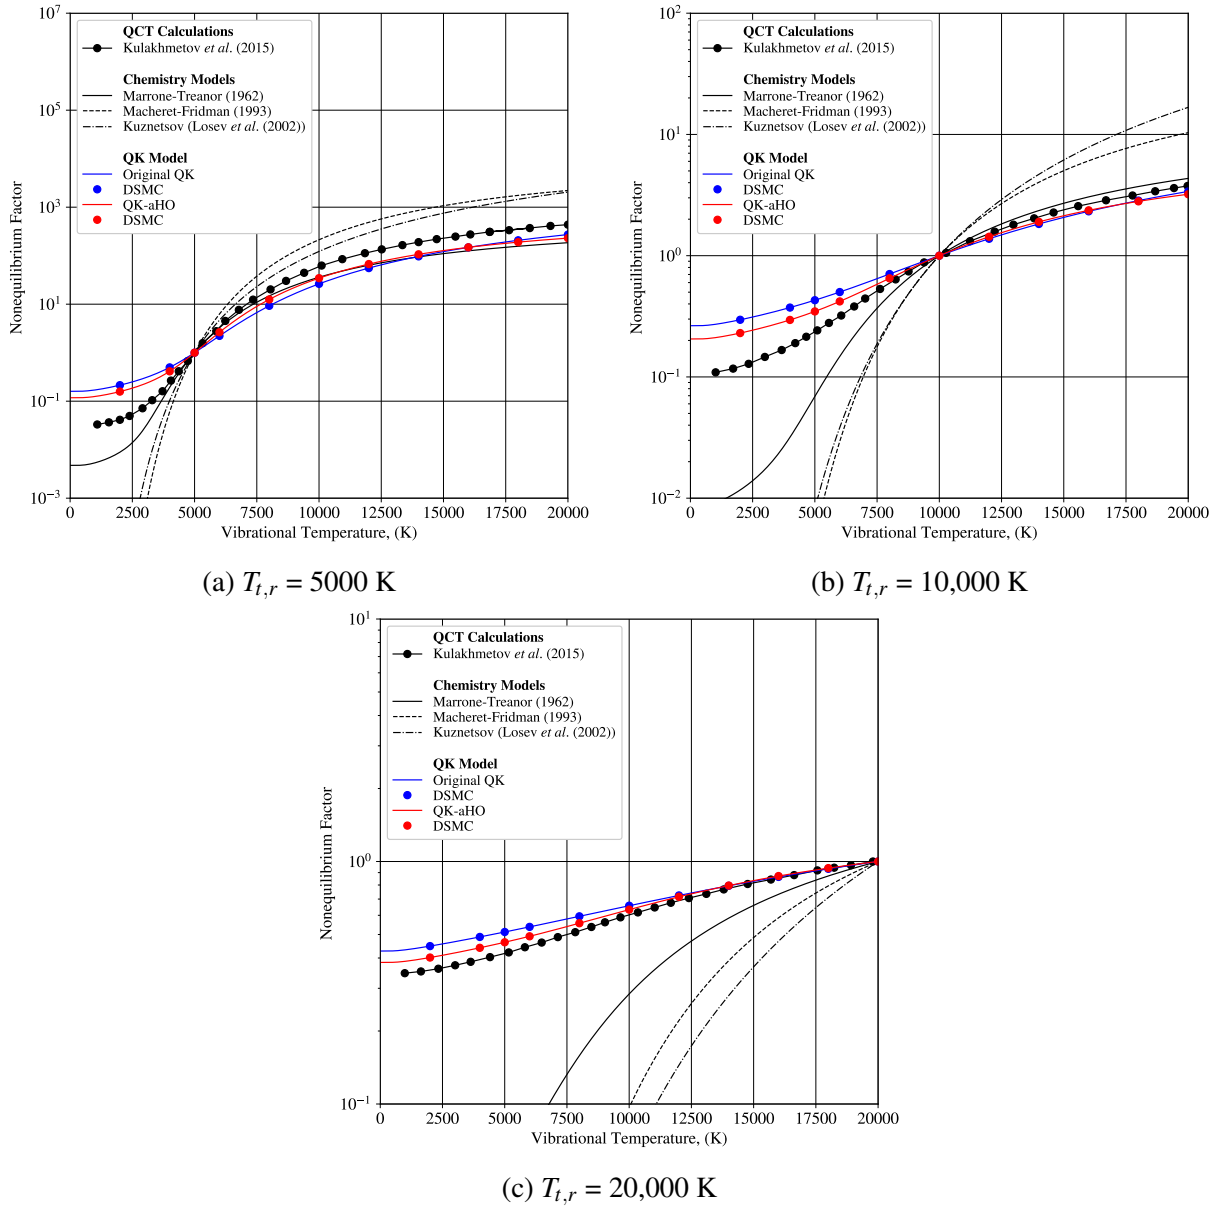 10^7
10^5
10^3
10^1
10^−1
10^−3
Nonequilibrium Factor
QCT Calculations
Kulakhmetov et al. (2015)
Chemistry Models
Marrone-Treanor (1962)
Macheret-Fridman (1993)
Kuznetsov (Losev et al. (2002))
QK Model
Original QK
DSMC
QK-aHO
DSMC
0 2500 5000 7500 10000 12500 15000 17500 20000
Vibrational Temperature, (K)
(a) T_{t,r} = 5000 K
10^2
10^1
10^0
10^−1
10^−2
Nonequilibrium Factor
QCT Calculations
Kulakhmetov et al. (2015)
Chemistry Models
Marrone-Treanor (1962)
Macheret-Fridman (1993)
Kuznetsov (Losev et al. (2002))
QK Model
Original QK
DSMC
QK-aHO
DSMC
0 2500 5000 7500 10000 12500 15000 17500 20000
Vibrational Temperature, (K)
(b) T_{t,r} = 10,000 K
10^1
10^0
10^−1
Nonequilibrium Factor
QCT Calculations
Kulakhmetov et al. (2015)
Chemistry Models
Marrone-Treanor (1962)
Macheret-Fridman (1993)
Kuznetsov (Losev et al. (2002))
QK Model
Original QK
DSMC
QK-aHO
DSMC
0 2500 5000 7500 10000 12500 15000 17500 20000
Vibrational Temperature, (K)
(c) T_{t,r} = 20,000 K